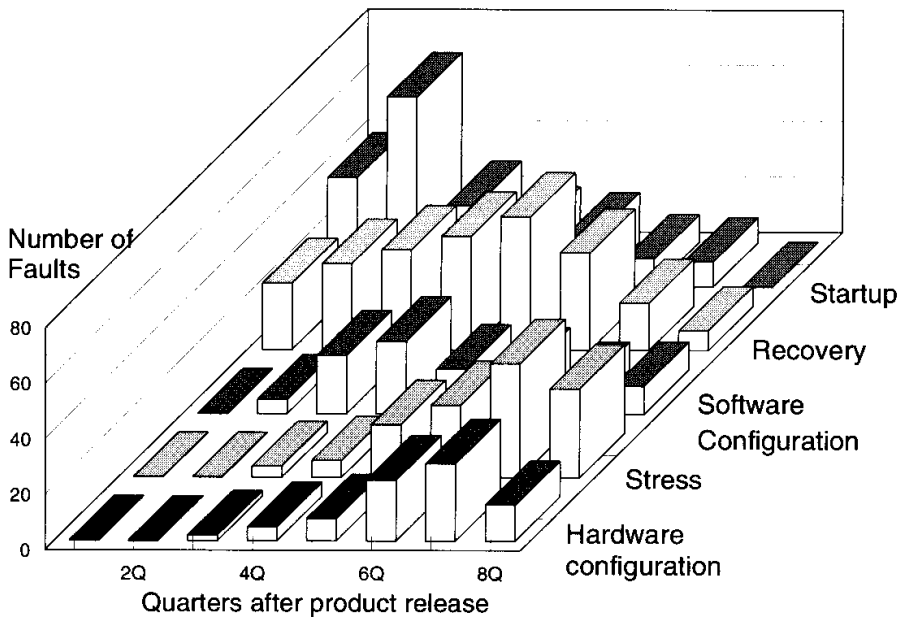 Number of
Faults
80
60
40
20
0
2Q
4Q
6Q
8Q
Quarters after product release
Startup
Recovery
Software
Configuration
Stress
Hardware
configuration